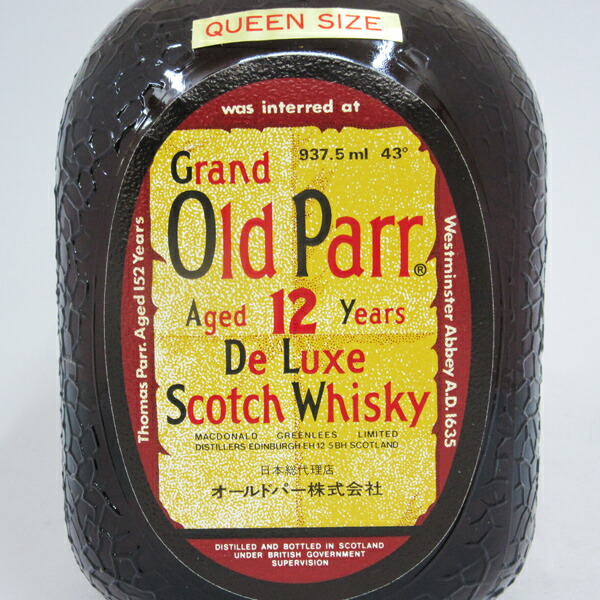 QUEEN SIZE
Thomas Parr. Aged 152 Years
was interred at
Westminster Abbey A.D. 1635
Grand 937.5 ml 43°
Old Parr®
Aged 12 Years
De Luxe
Scotch Whisky
MACDONALD GREENLEES LIMITED
DISTILLERS EDINBURGH EH12 5BH SCOTLAND
日本総代理店
オールドパー株式会社
DISTILLED AND BOTTLED IN SCOTLAND
UNDER BRITISH GOVERNMENT
SUPERVISION